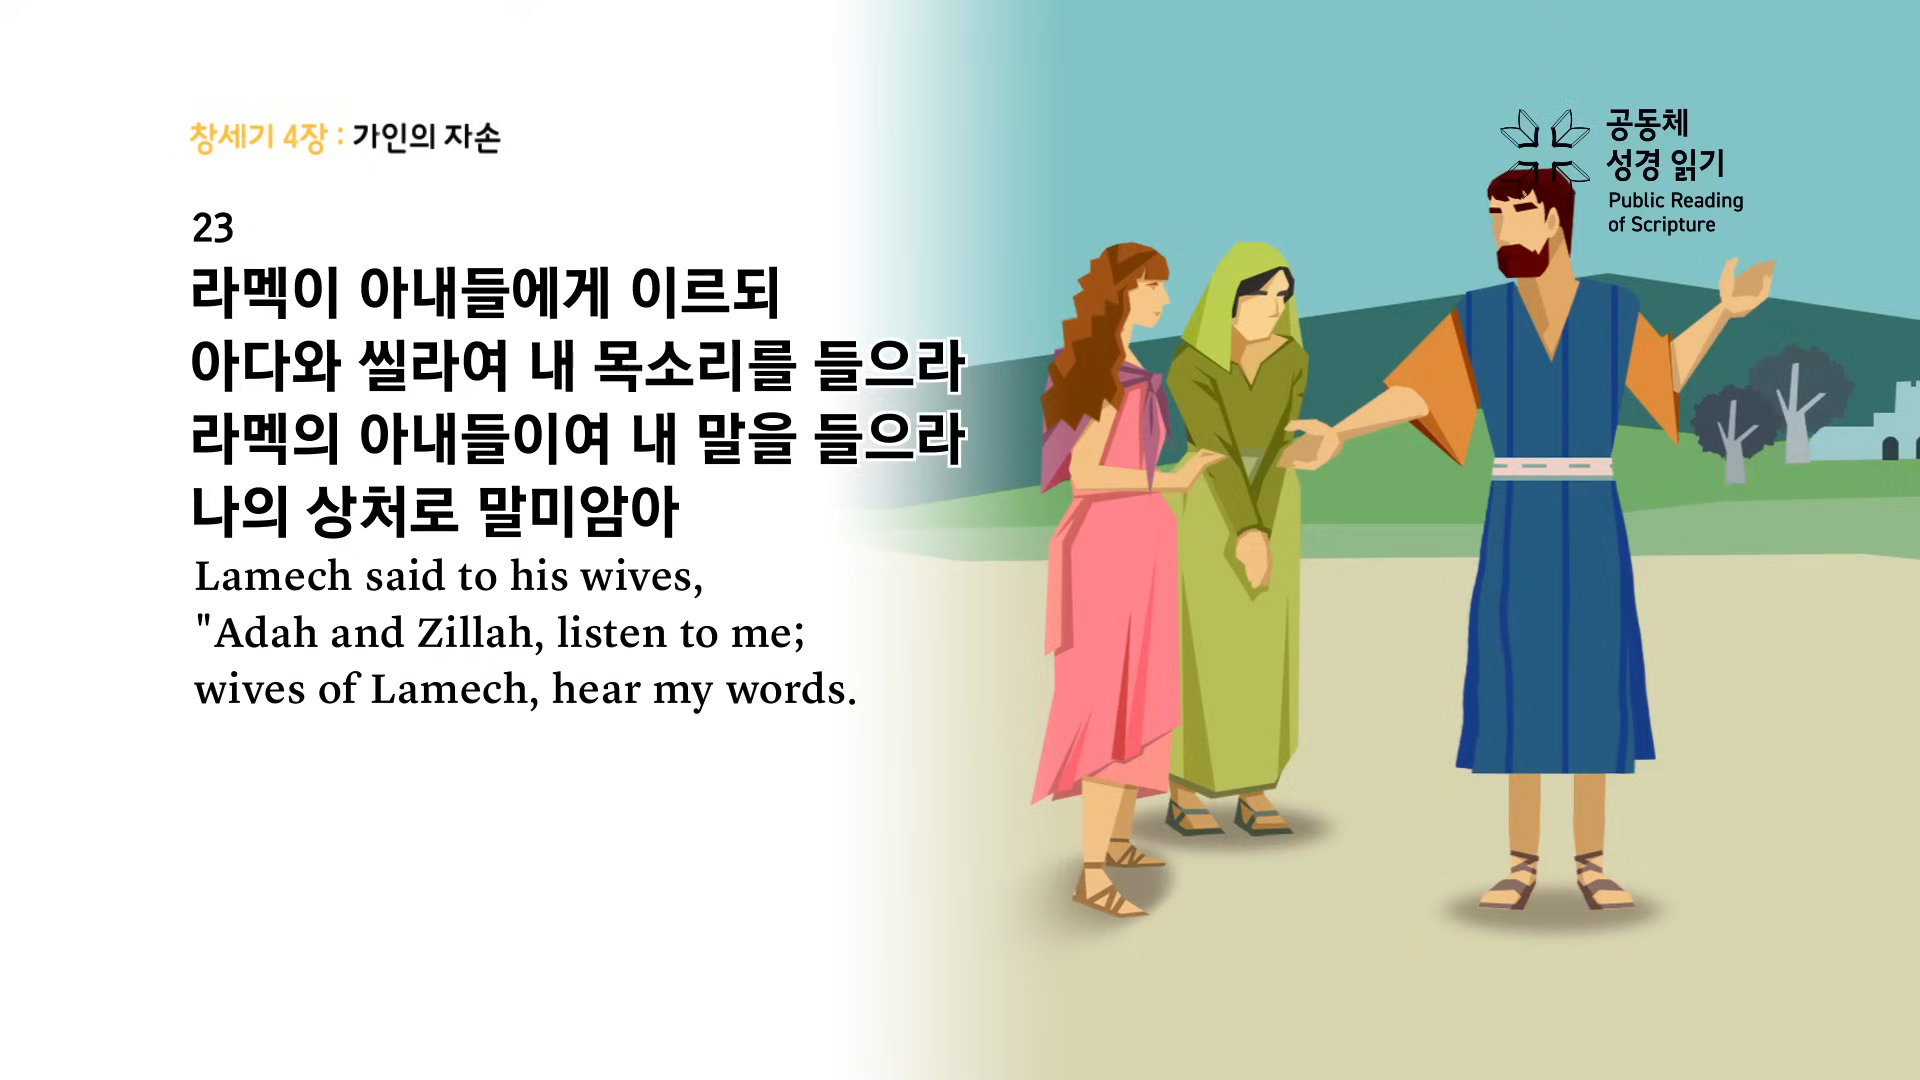 창세기 4장 : 가인의 자손
공동체
성경 읽기
Public Reading
of Scripture
23
라멕이 아내들에게 이르되
아다와 씰라여 내 목소리를 들으라
라멕의 아내들이여 내 말을 들으라
나의 상처로 말미암아
Lamech said to his wives,
"Adah and Zillah, listen to me;
wives of Lamech, hear my words.